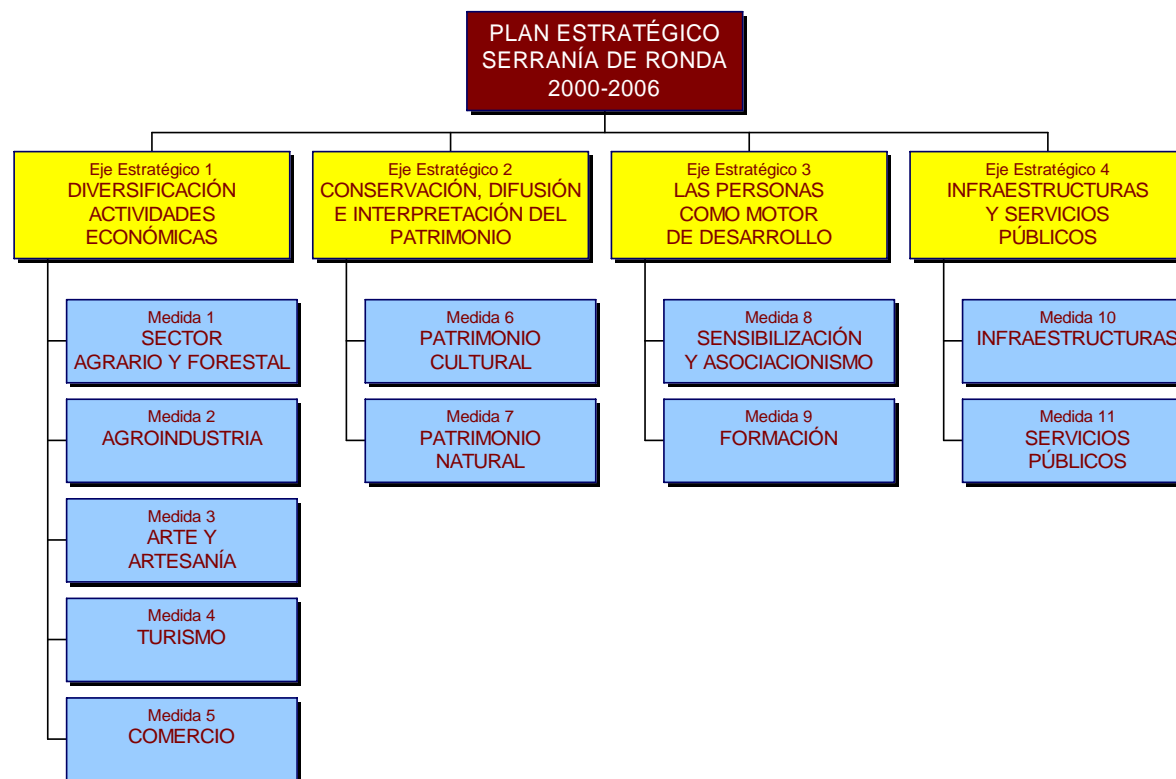 PLAN ESTRATÉGICO
SERRANÍA DE RONDA
2000-2006
Eje Estratégico 1
DIVERSIFICACIÓN
ACTIVIDADES
ECONÓMICAS
Eje Estratégico 2
CONSERVACIÓN, DIFUSIÓN
E INTERPRETACIÓN DEL
PATRIMONIO
Eje Estratégico 3
LAS PERSONAS
COMO MOTOR
DE DESARROLLO
Eje Estratégico 4
INFRAESTRUCTURAS
Y SERVICIOS
PÚBLICOS
Medida 1
SECTOR
AGRARIO Y FORESTAL
Medida 2
AGROINDUSTRIA
Medida 3
ARTE Y
ARTESANÍA
Medida 4
TURISMO
Medida 5
COMERCIO
Medida 6
PATRIMONIO
CULTURAL
Medida 7
PATRIMONIO
NATURAL
Medida 8
SENSIBILIZACIÓN
Y ASOCIACIONISMO
Medida 9
FORMACIÓN
Medida 10
INFRAESTRUCTURAS
Medida 11
SERVICIOS
PÚBLICOS